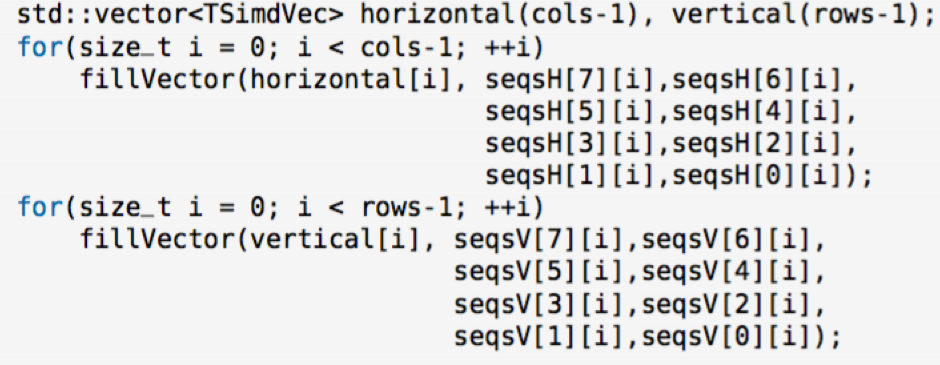 std::vector<TSimdVec> horizontal(cols-1), vertical(rows-1);
for(size_t i = 0; i < cols-1; ++i)
    fillVector(horizontal[i], seqsH[7][i],seqsH[6][i],
                              seqsH[5][i],seqsH[4][i],
                              seqsH[3][i],seqsH[2][i],
                              seqsH[1][i],seqsH[0][i]);
for(size_t i = 0; i < rows-1; ++i)
    fillVector(vertical[i], seqsV[7][i],seqsV[6][i],
                            seqsV[5][i],seqsV[4][i],
                            seqsV[3][i],seqsV[2][i],
                            seqsV[1][i],seqsV[0][i]);